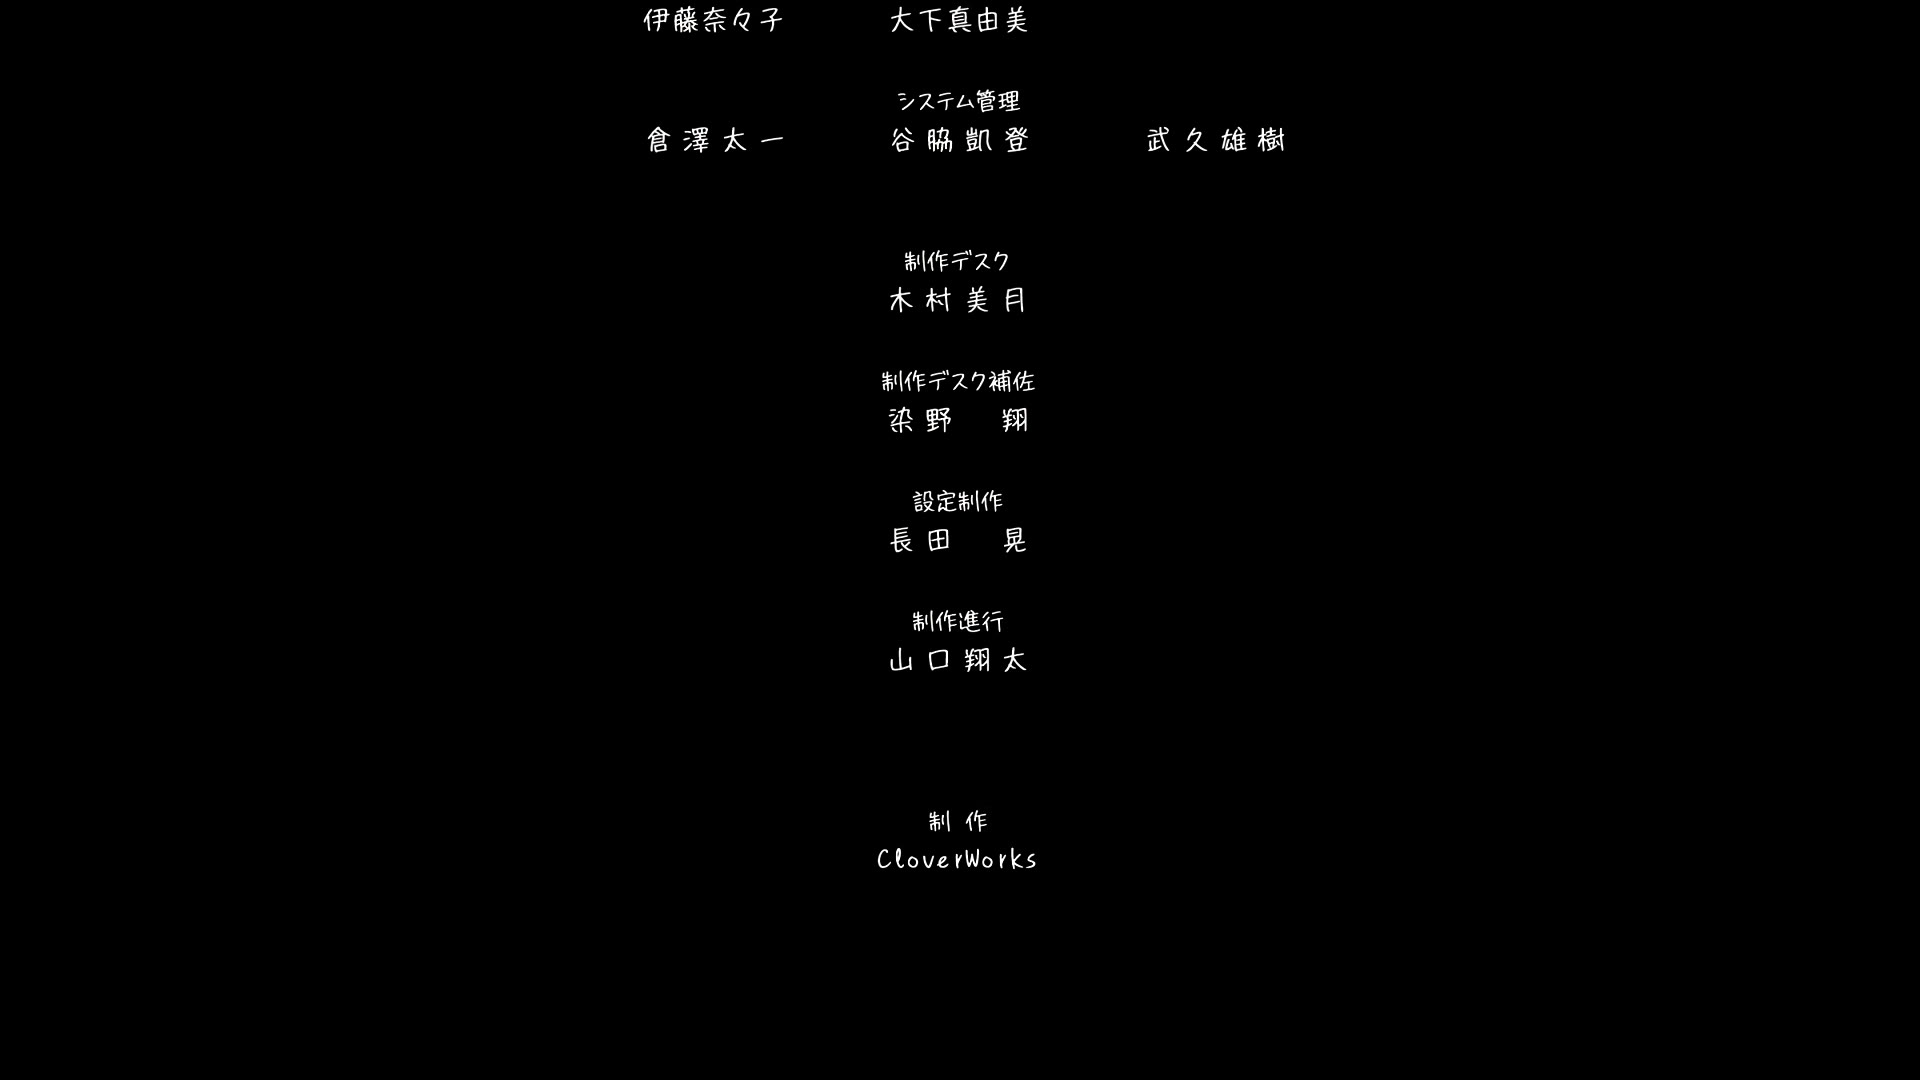 伊藤奈々子 大下真由美
システム管理
倉澤太一 谷脇凱登 武久雄樹
制作デスク
木村美月
制作デスク補佐
染野 翔
設定制作
長田 晃
制作進行
山口翔太
制作
CloverWorks